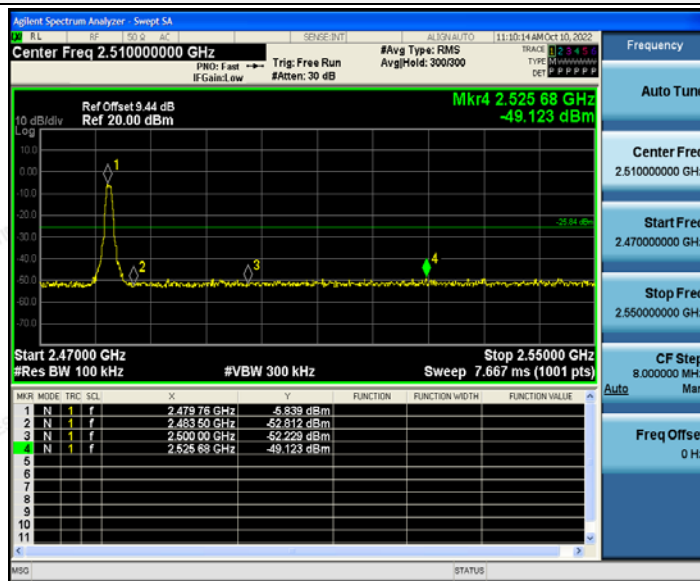 Agilent Spectrum Analyzer - Swept SA
RL RF 50 Ω AC SENSE:INT ALIGN AUTO 11:10:14 AM Oct 10, 2022
Center Freq 2.510000000 GHz
PNO: Fast Trig: Free Run
IFGain:Low #Atten: 30 dB
#Avg Type: RMS
Avg|Hold: 300/300
TRACE 1 2 3 4 5 6
TYPE M W W W W W
DET P P P P P P
Ref Offset 9.44 dB
10 dB/div Ref 20.00 dBm
Log
Mkr4 2.525 68 GHz
-49.123 dBm
10.0
0.00
-10.0
-20.0
-30.0
-40.0
-50.0
-60.0
-70.0
1
2
3
4
-25.84 dBm
Start 2.47000 GHz Stop 2.55000 GHz
#Res BW 100 kHz #VBW 300 kHz Sweep 7.667 ms (1001 pts)
MKR MODE TRC SCL X Y FUNCTION FUNCTION WIDTH FUNCTION VALUE
1 N 1 f 2.479 76 GHz -5.839 dBm
2 N 1 f 2.483 50 GHz -52.812 dBm
3 N 1 f 2.500 00 GHz -52.229 dBm
4 N 1 f 2.525 68 GHz -49.123 dBm
5
6
7
8
9
10
11
MSG STATUS
Frequency
Auto Tune
Center Freq
2.510000000 GHz
Start Freq
2.470000000 GHz
Stop Freq
2.550000000 GHz
CF Step
8.000000 MHz
Auto Man
Freq Offset
0 Hz